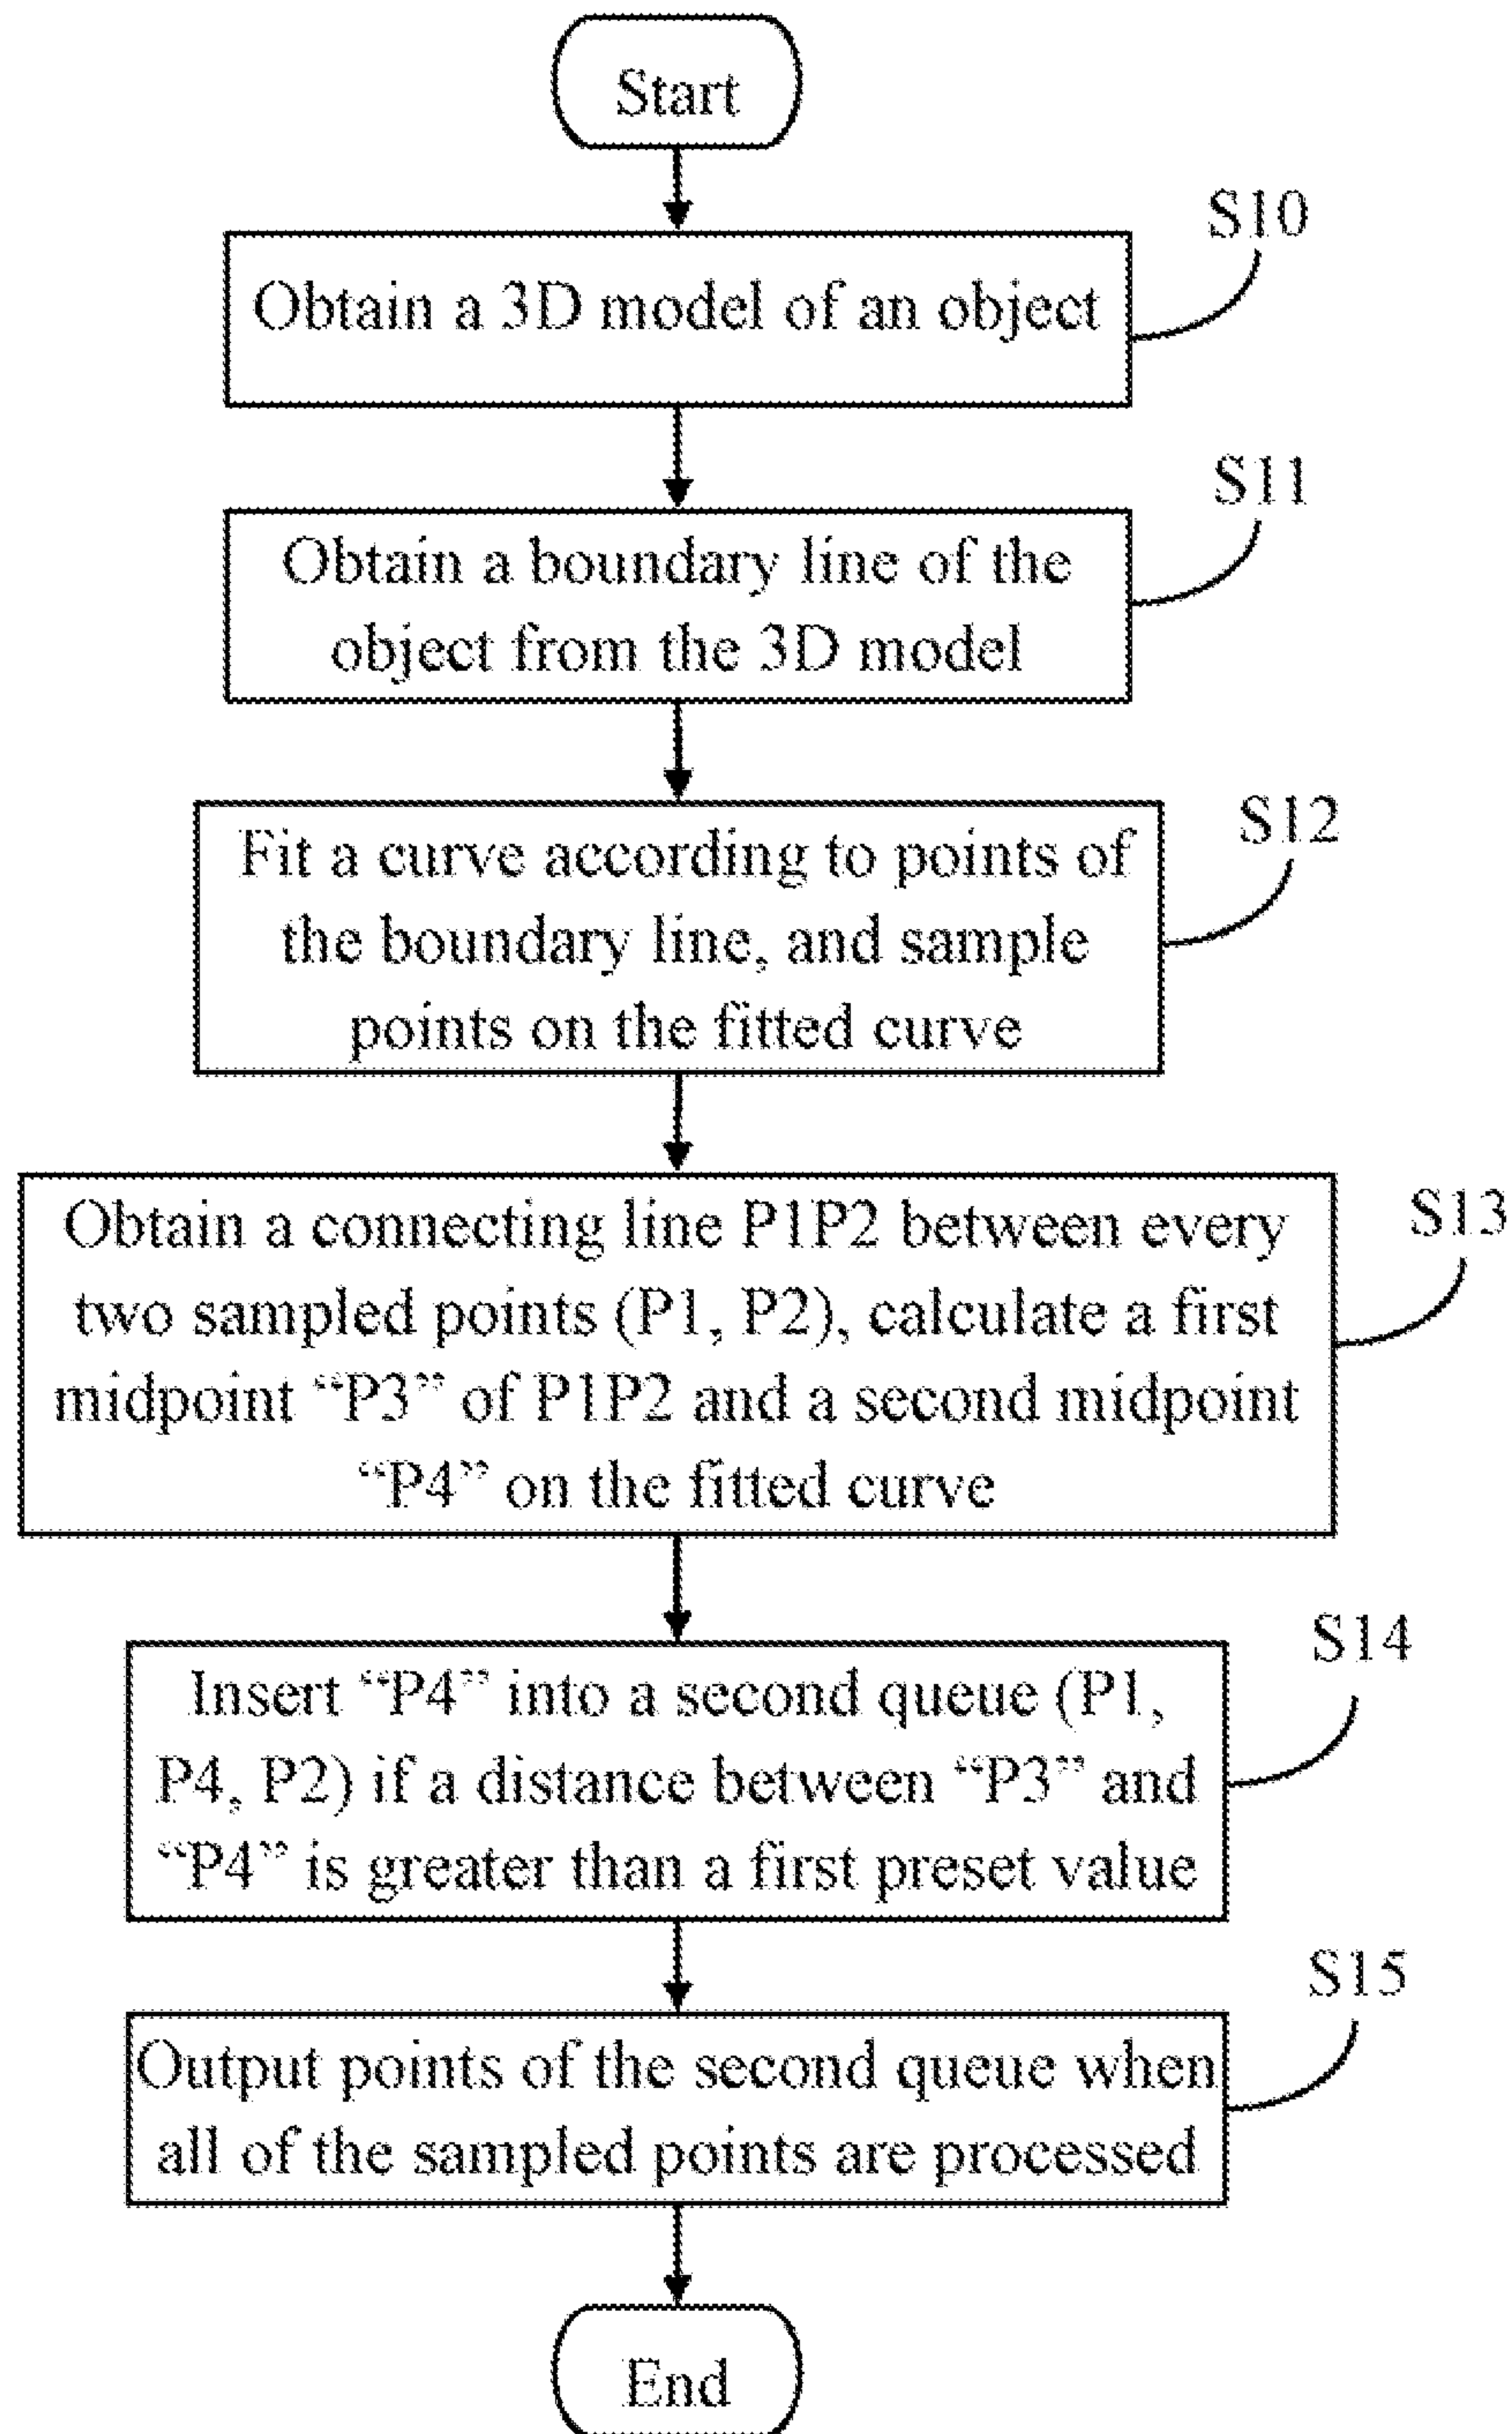 Start
S10
Obtain a 3D model of an object
S11
Obtain a boundary line of the
object from the 3D model
S12
Fit a curve according to points of
the boundary line, and sample
points on the fitted curve
S13
Obtain a connecting line P1P2 between every
two sampled points (P1, P2), calculate a first
midpoint “P3” of P1P2 and a second midpoint
“P4” on the fitted curve
S14
Insert “P4” into a second queue (P1,
P4, P2) if a distance between “P3” and
“P4” is greater than a first preset value
S15
Output points of the second queue when
all of the sampled points are processed
End